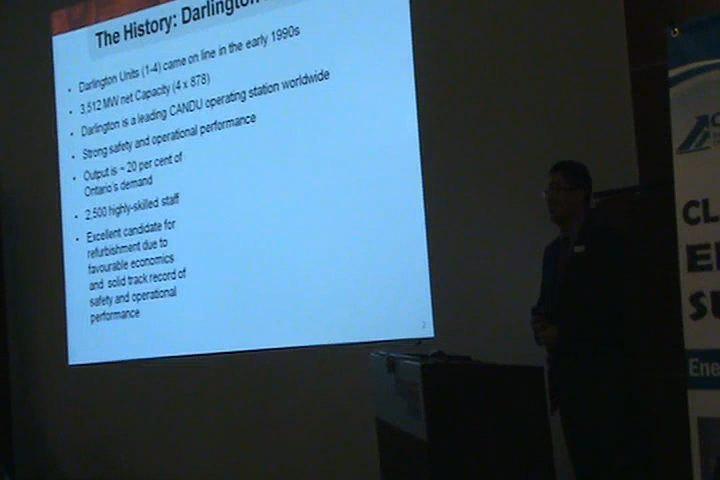 The History: Darlington
• Darlington Units (1-4) came on line in the early 1990s
• 3,512 MW net Capacity (4 x 878)
• Darlington is a leading CANDU operating station worldwide
• Strong safety and operational performance
• Output is ~ 20 per cent of
Ontario's demand
• 2,500 highly-skilled staff
• Excellent candidate for
refurbishment due to
favourable economics
and solid track record of
safety and operational
performance
2
CL
Ene